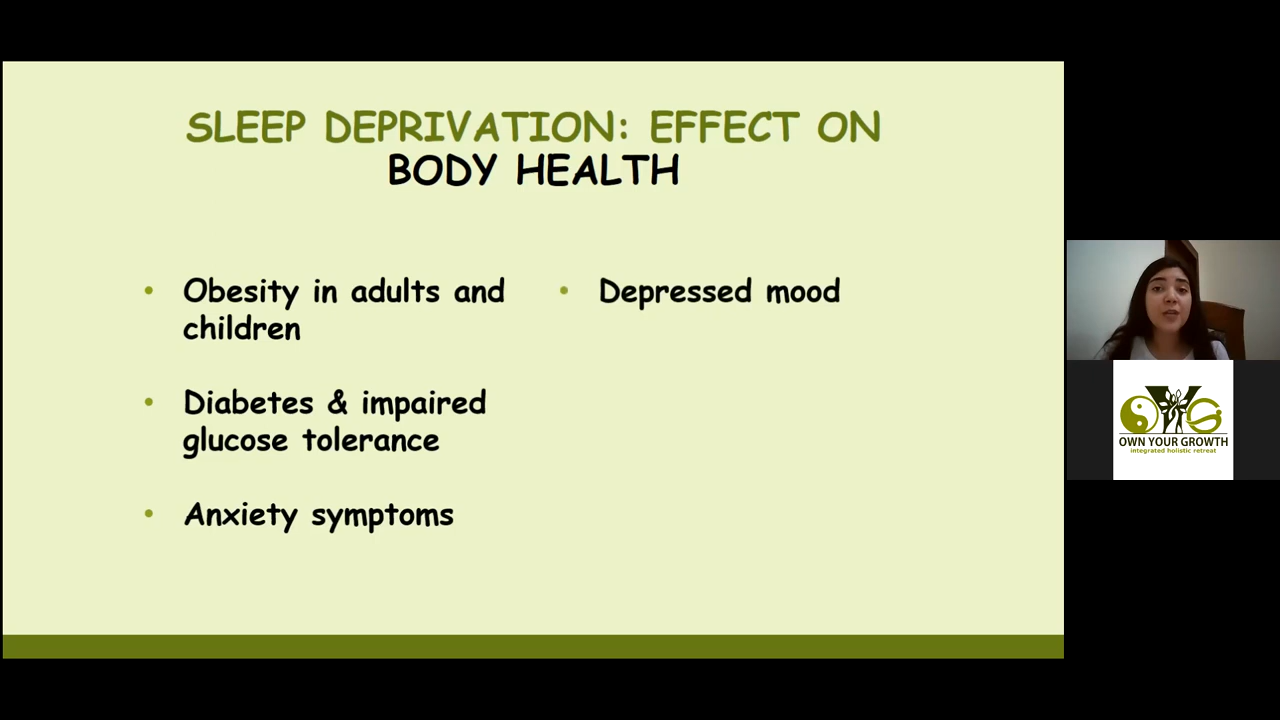 SLEEP DEPRIVATION: EFFECT ON
BODY HEALTH
• Obesity in adults and
children
• Diabetes & impaired
glucose tolerance
• Anxiety symptoms
• Depressed mood
OYG
OWN YOUR GROWTH
integrated holistic retreat